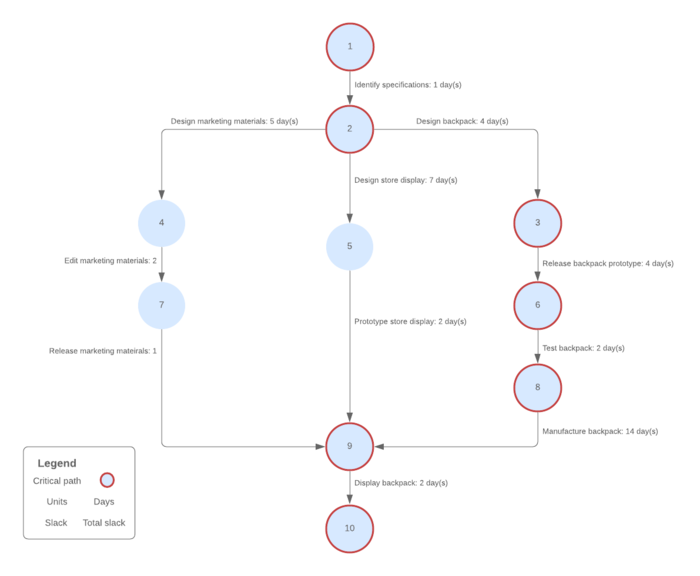 1
Identify specifications: 1 day(s)
Design marketing materials: 5 day(s)
2
Design backpack: 4 day(s)
Design store display: 7 day(s)
4
5
3
Edit marketing materials: 2
Release backpack prototype: 4 day(s)
7
6
Release marketing mateirals: 1
Prototype store display: 2 day(s)
Test backpack: 2 day(s)
8
Manufacture backpack: 14 day(s)
9
Display backpack: 2 day(s)
10
Legend
Critical path
Units Days
Slack Total slack